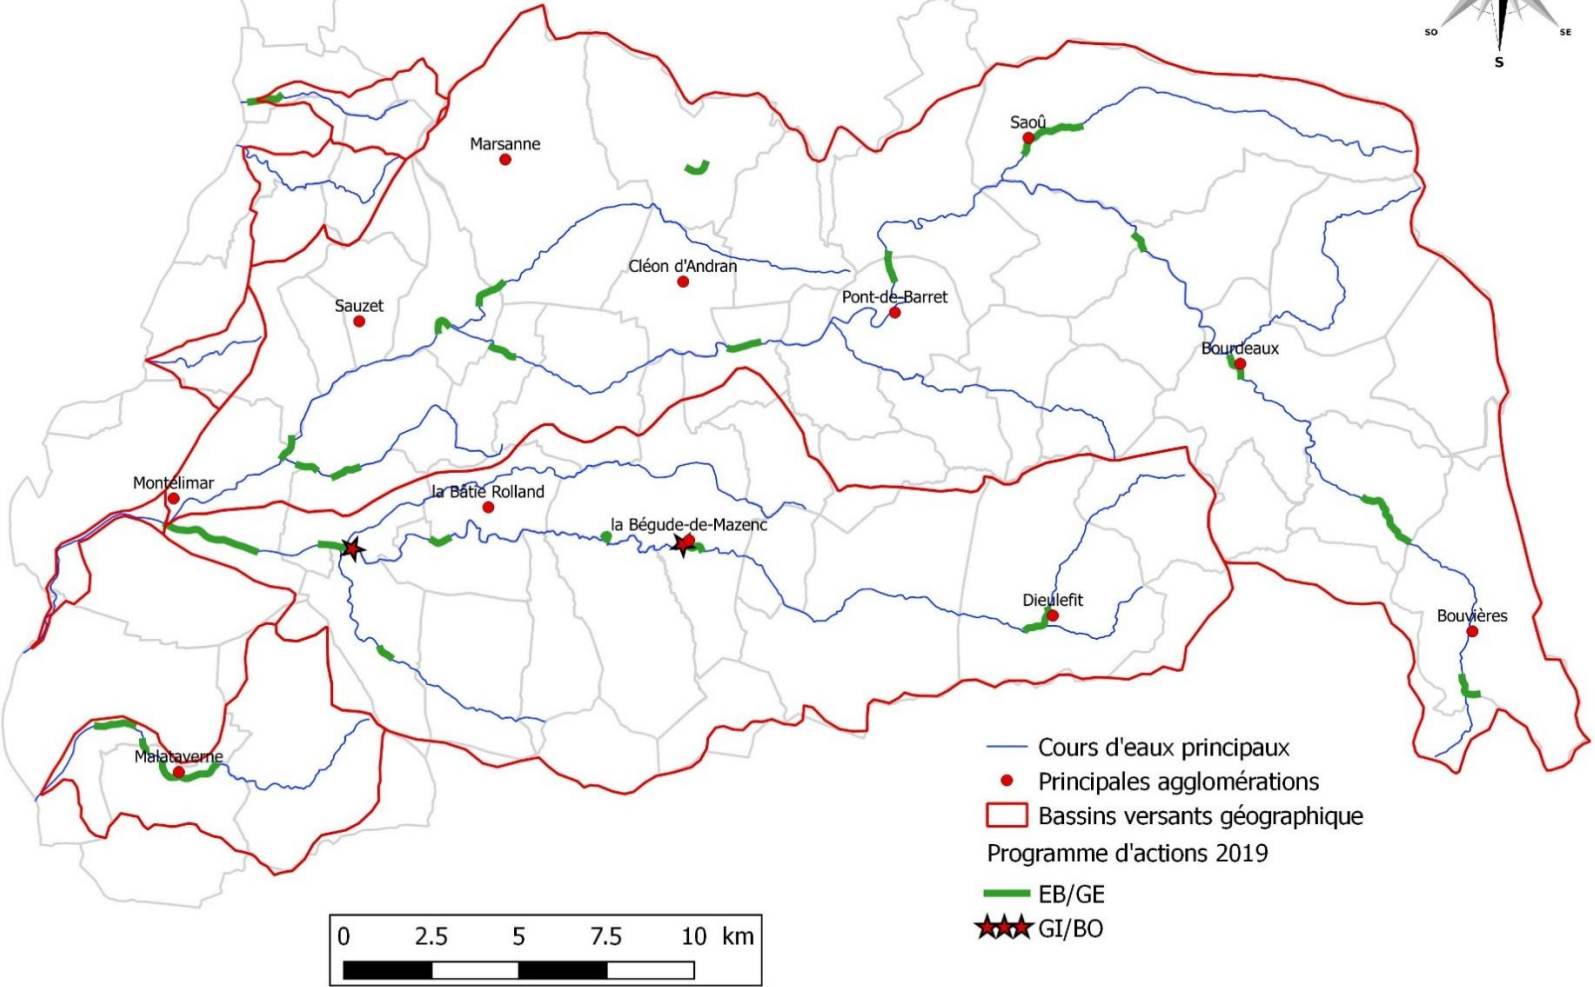 SO
SE
S
Saoû
Marsanne
Cléon d'Andran
Pont-de-Barret
Sauzet
Bourdeaux
Montélimar
la Bâtie Rolland
la Bégude-de-Mazenc
Dieulefit
Bouvières
Malataverne
Cours d'eaux principaux
Principales agglomérations
Bassins versants géographique
Programme d'actions 2019
EB/GE
GI/BO
0 2.5 5 7.5 10 km